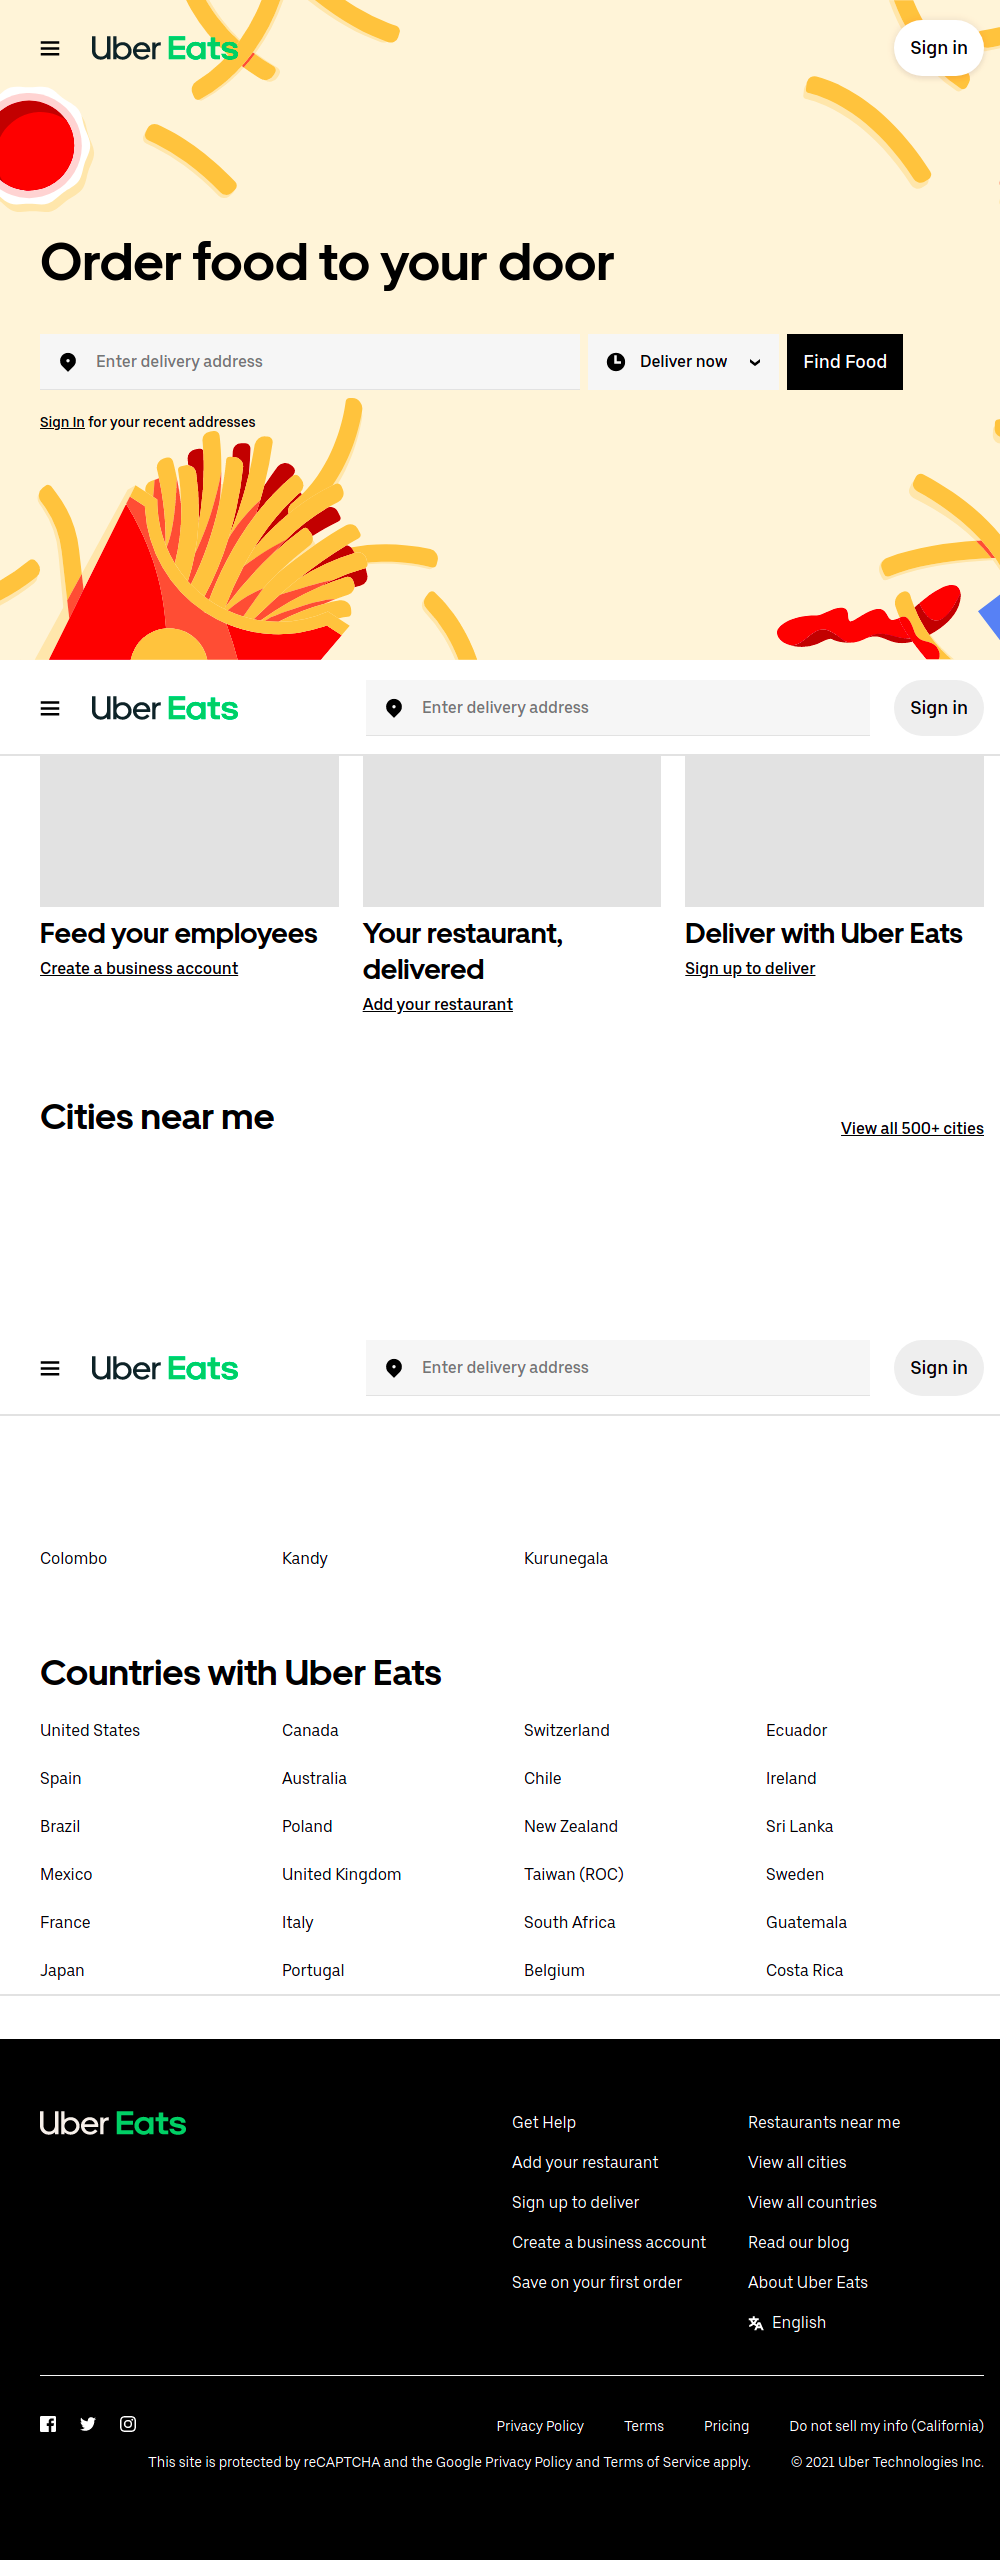 Uber Eats
Sign in
Order food to your door
Enter delivery address
Deliver now
Find Food
Sign In for your recent addresses
Uber Eats
Enter delivery address
Sign in
Feed your employees
Create a business account
Your restaurant,
delivered
Add your restaurant
Deliver with Uber Eats
Sign up to deliver
Cities near me
View all 500+ cities
Uber Eats
Enter delivery address
Sign in
Colombo
Kandy
Kurunegala
Countries with Uber Eats
United States
Canada
Switzerland
Ecuador
Spain
Australia
Chile
Ireland
Brazil
Poland
New Zealand
Sri Lanka
Mexico
United Kingdom
Taiwan (ROC)
Sweden
France
Italy
South Africa
Guatemala
Japan
Portugal
Belgium
Costa Rica
Uber Eats
Get Help
Add your restaurant
Sign up to deliver
Create a business account
Save on your first order
Restaurants near me
View all cities
View all countries
Read our blog
About Uber Eats
English
Privacy Policy
Terms
Pricing
Do not sell my info (California)
This site is protected by reCAPTCHA and the Google Privacy Policy and Terms of Service apply.
© 2021 Uber Technologies Inc.